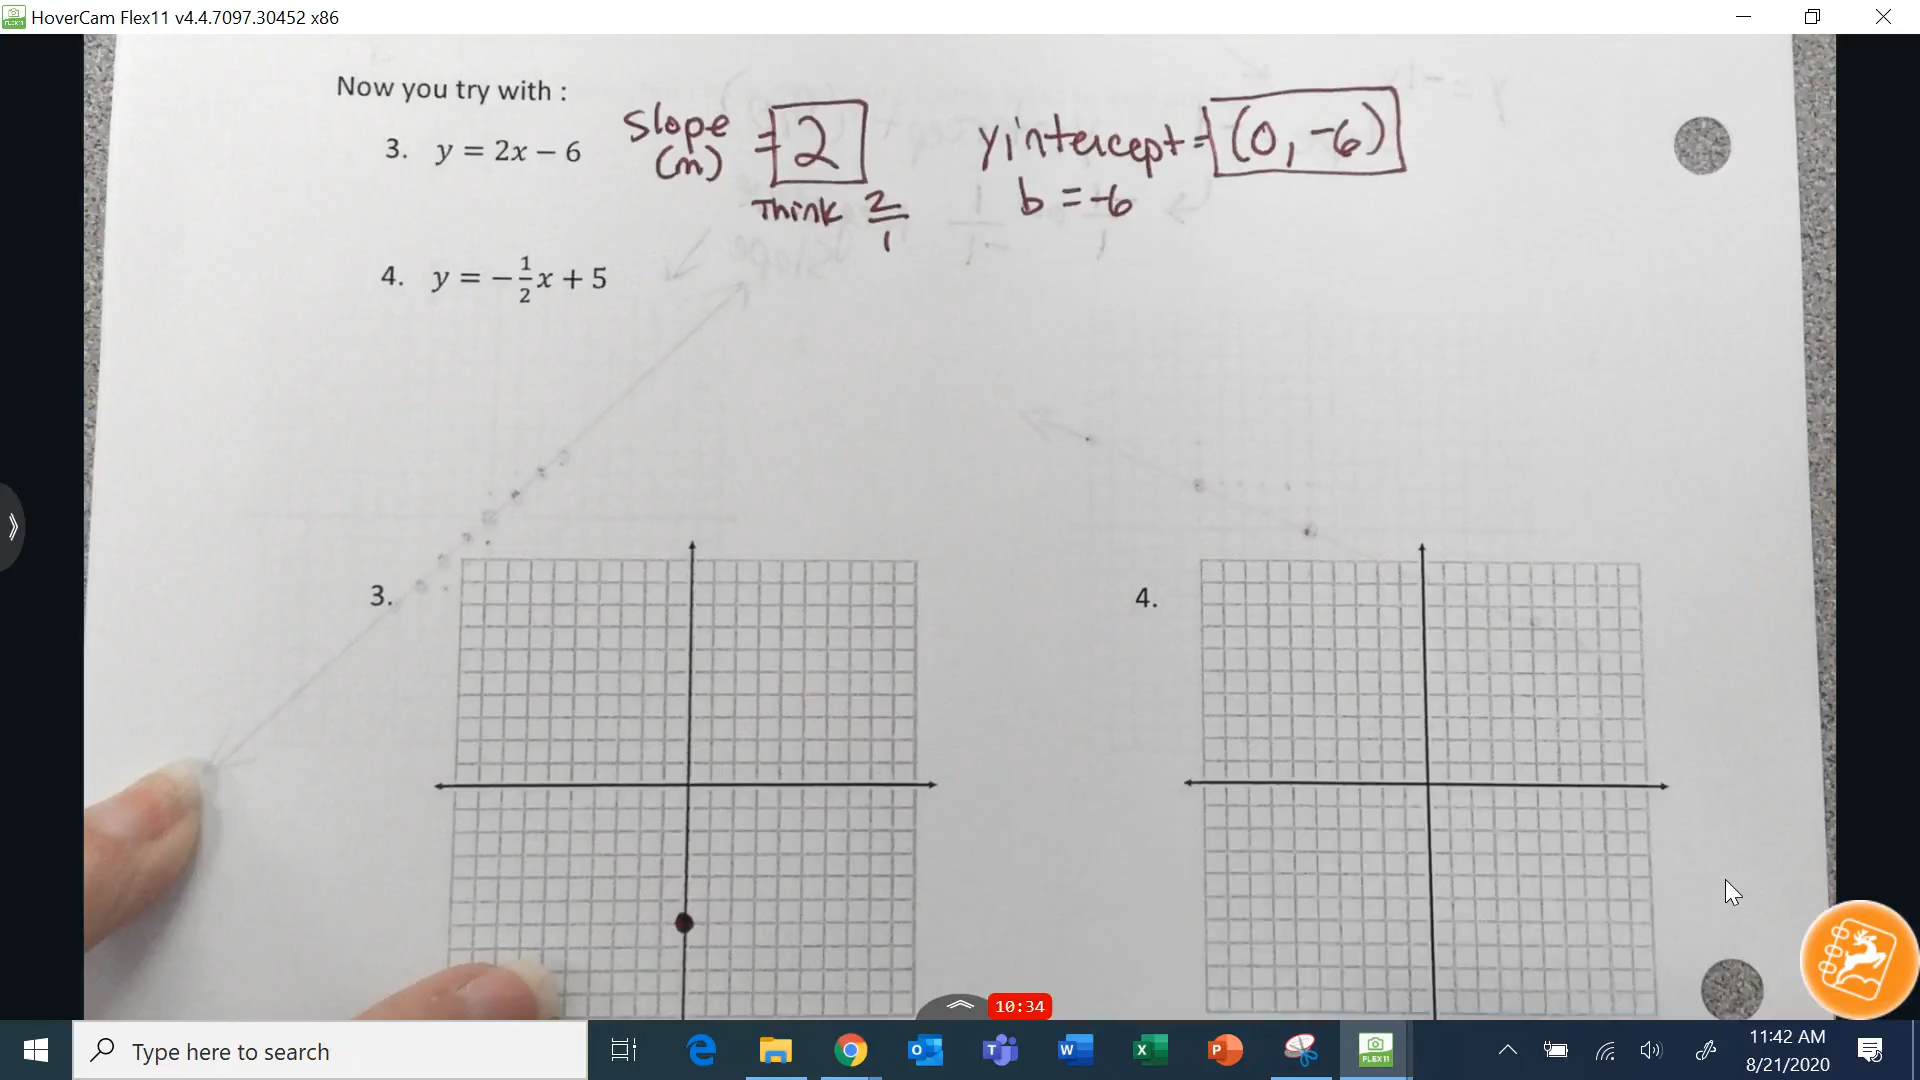 HoverCam Flex11 v4.4.7097.30452 x86
Now you try with :
3. y = 2x − 6
slope (m) = 2
Think 2/1
y intercept = (0, -6)
b = -6
4. y = −1/2x + 5
3.
4.
10:34
Type here to search
FLEX11
11:42 AM
8/21/2020